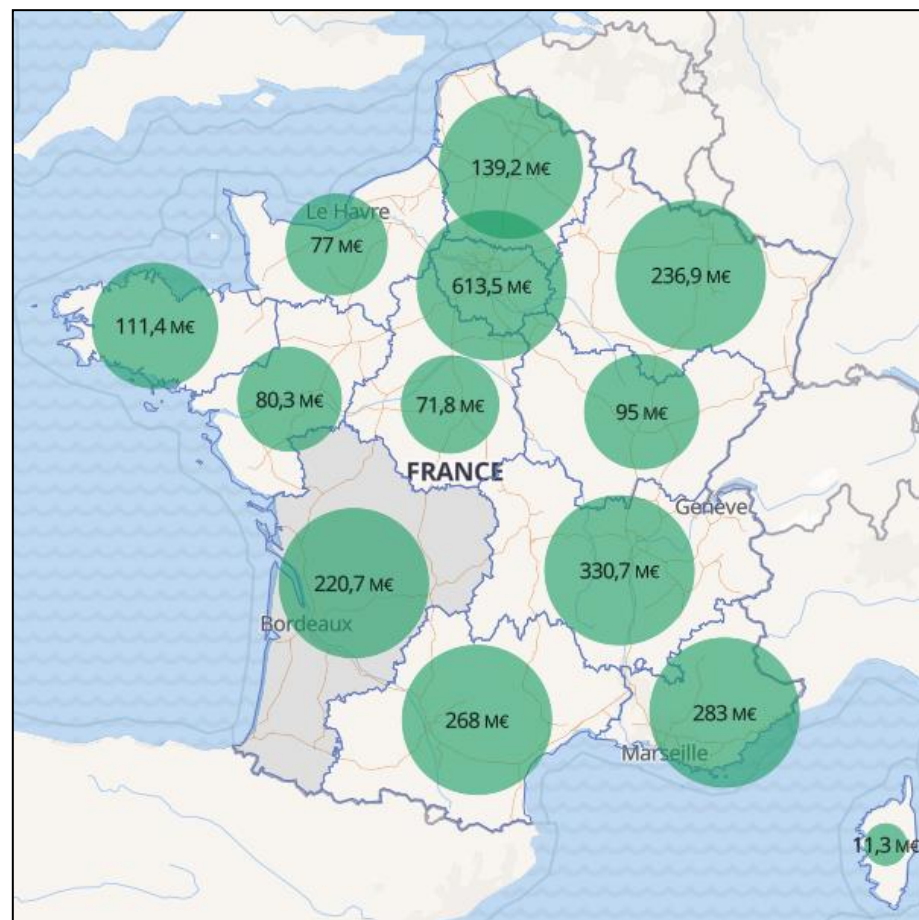 139,2 M€
Le Havre
77 M€
613,5 M€
236,9 M€
111,4 M€
80,3 M€
71,8 M€
95 M€
FRANCE
Genève
220,7 M€
330,7 M€
Bordeaux
268 M€
283 M€
Marseille
11,3 M€